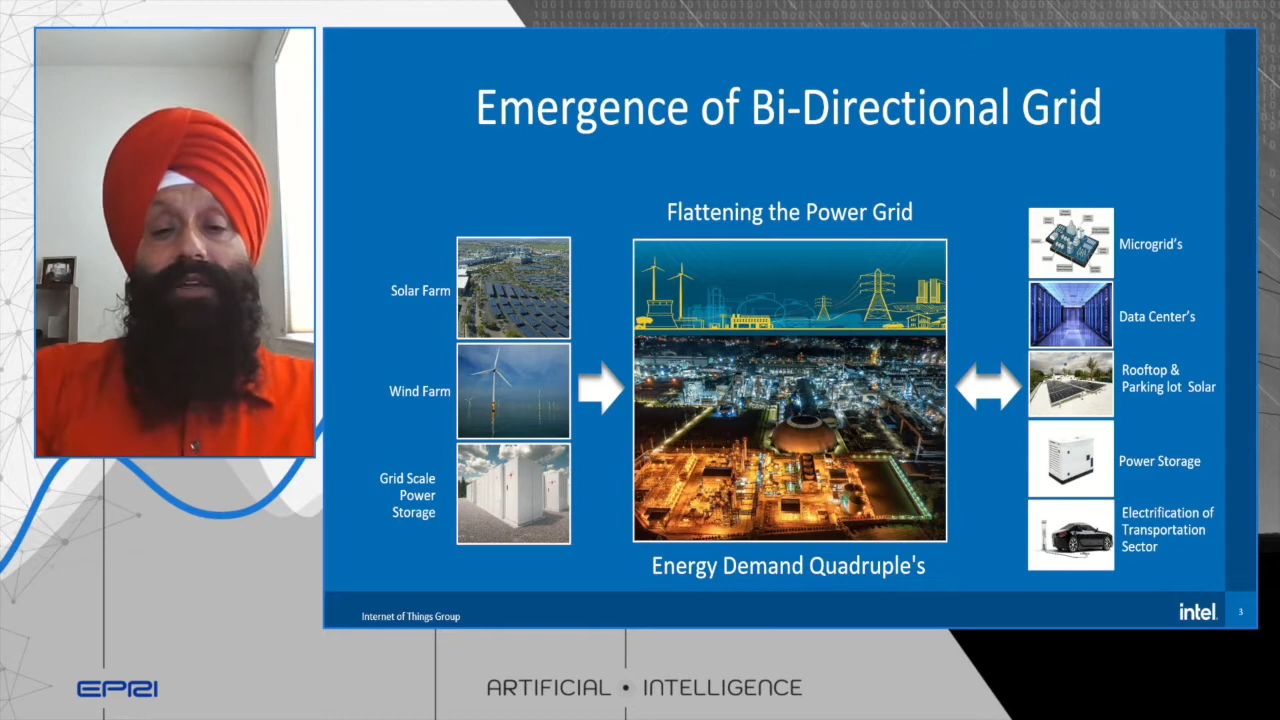 Emergence of Bi-Directional Grid
Flattening the Power Grid
Solar Farm
Wind Farm
Grid Scale
Power
Storage
Microgrid's
Data Center's
Rooftop &
Parking lot Solar
Power Storage
Electrification of
Transportation
Sector
Energy Demand Quadruple's
Internet of Things Group
intel.
3
EPRI
ARTIFICIAL • INTELLIGENCE